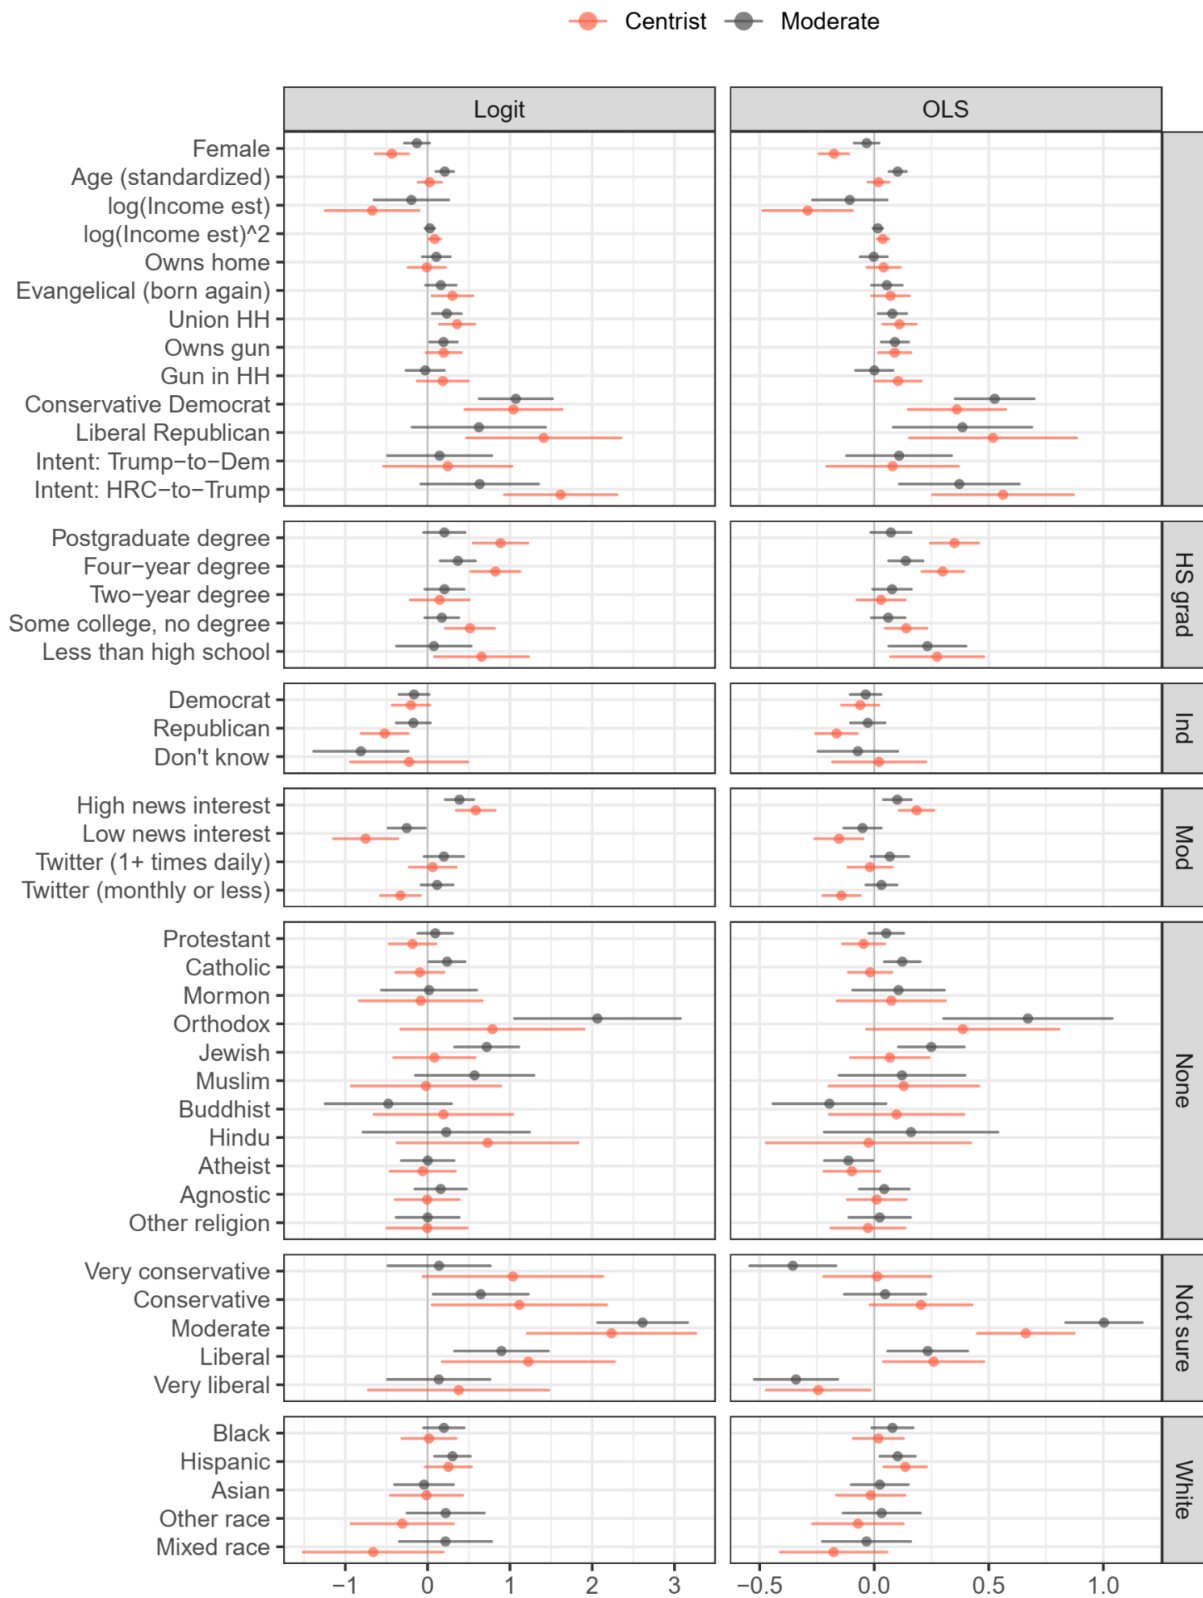 Centrist Moderate
Logit OLS
Female
Age (standardized)
log(Income est)
log(Income est)^2
Owns home
Evangelical (born again)
Union HH
Owns gun
Gun in HH
Conservative Democrat
Liberal Republican
Intent: Trump−to−Dem
Intent: HRC−to−Trump
Postgraduate degree
Four−year degree
Two−year degree
Some college, no degree
Less than high school
HS grad
Democrat
Republican
Don't know
Ind
High news interest
Low news interest
Twitter (1+ times daily)
Twitter (monthly or less)
Mod
Protestant
Catholic
Mormon
Orthodox
Jewish
Muslim
Buddhist
Hindu
Atheist
Agnostic
Other religion
None
Very conservative
Conservative
Moderate
Liberal
Very liberal
Not sure
Black
Hispanic
Asian
Other race
Mixed race
White
−1 0 1 2 3 −0.5 0.0 0.5 1.0